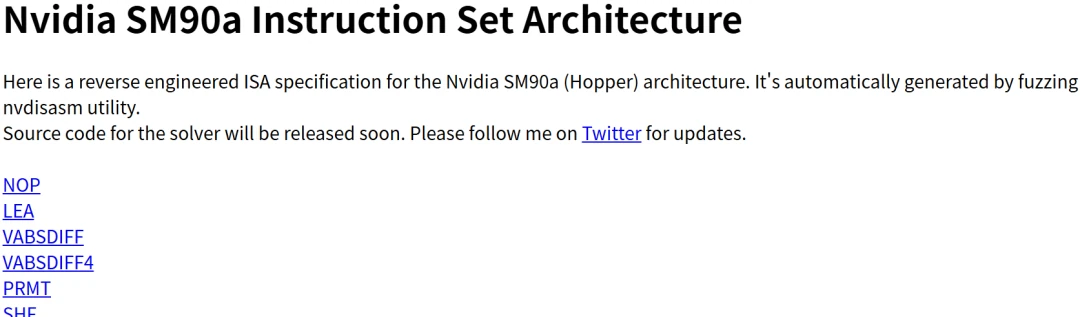 Nvidia SM90a Instruction Set Architecture
Here is a reverse engineered ISA specification for the Nvidia SM90a (Hopper) architecture. It's automatically generated by fuzzing
nvdisasm utility.
Source code for the solver will be released soon. Please follow me on Twitter for updates.
NOP
LEA
VABSDIFF
VABSDIFF4
PRMT
SHF